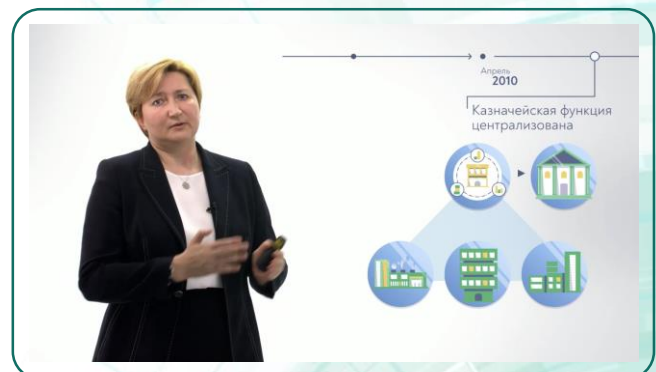 Апрель
2010
Казначейская функция
централизована